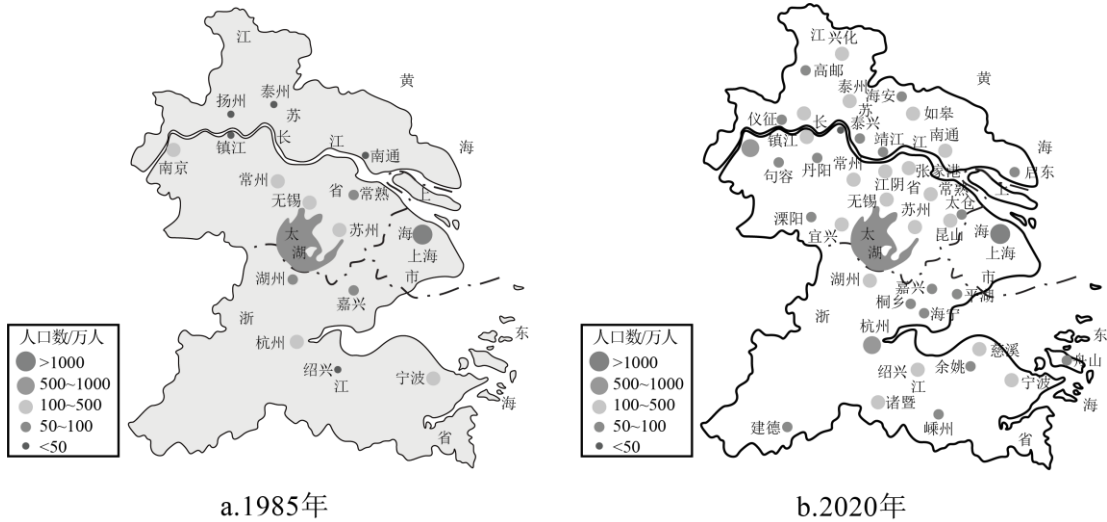 江
黄
海
扬州
泰州
苏
长
江
镇江
南京
南通
常州
省
常熟
上
无锡
苏州
太
湖
海
上海
市
湖州
嘉兴
浙
杭州
绍兴
江
宁波
东
海
省
人口数/万人
>1000
500~1000
100~500
50~100
<50
a.1985年
江
兴化
黄
海
高邮
泰州
海安
苏
如皋
仪征
长
泰兴
江
南通
镇江
靖江
句容
丹阳
常州
江阴
张家港
启东
省
常熟
上
无锡
太仓
溧阳
宜兴
苏州
昆山
太
湖
海
上海
市
湖州
嘉兴
平湖
桐乡
海宁
浙
杭州
慈溪
余姚
东
舟山
绍兴
江
宁波
海
诸暨
建德
嵊州
省
人口数/万人
>1000
500~1000
100~500
50~100
<50
b.2020年